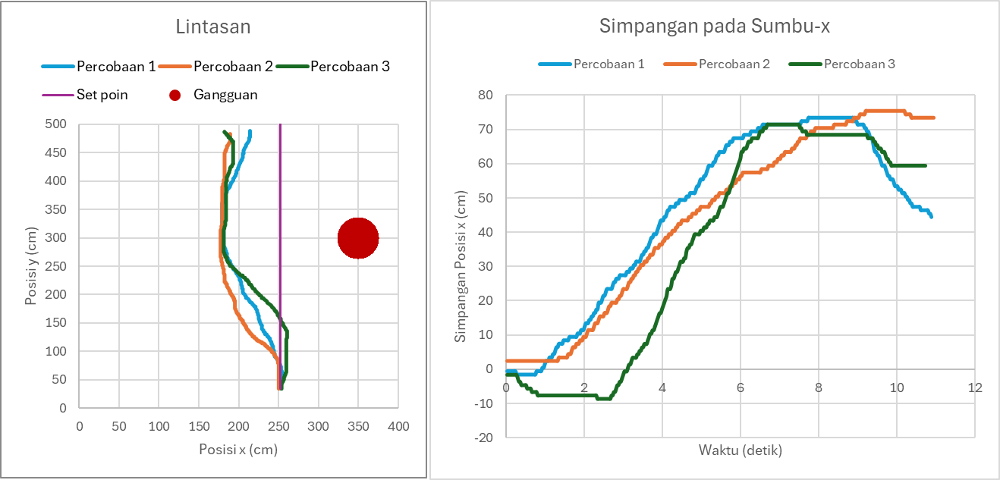 Lintasan
Percobaan 1 Percobaan 2 Percobaan 3
Set poin Gangguan
500
450
400
350
300
250
200
150
100
50
0
0 50 100 150 200 250 300 350 400
Posisi y (cm)
Posisi x (cm)
Simpangan pada Sumbu-x
Percobaan 1 Percobaan 2 Percobaan 3
80
70
60
50
40
30
20
10
0
-10
-20
0 2 4 6 8 10 12
Simpangan Posisi x (cm)
Waktu (detik)